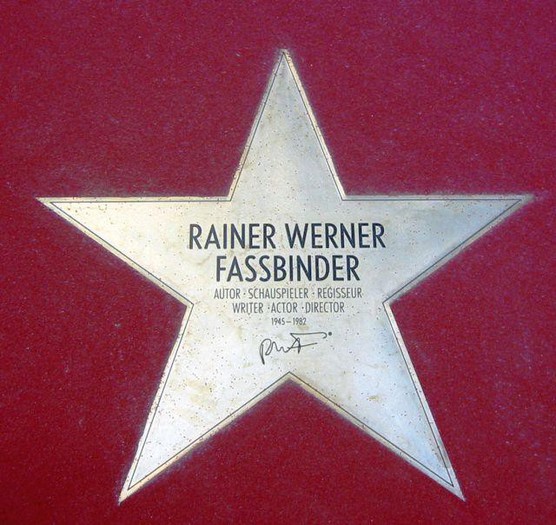 RAINER WERNER
FASSBINDER
AUTOR · SCHAUSPIELER · REGISSEUR
WRITER · ACTOR · DIRECTOR
1945 – 1982